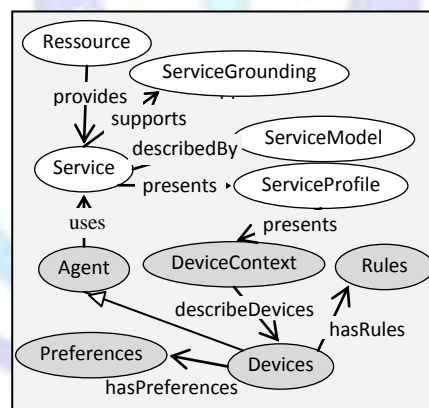 Ressource
ServiceGrounding
provides
supports
describedBy
ServiceModel
Service
presents
ServiceProfile
uses
presents
Agent
DeviceContext
Rules
describeDevices
hasRules
Preferences
Devices
hasPreferences